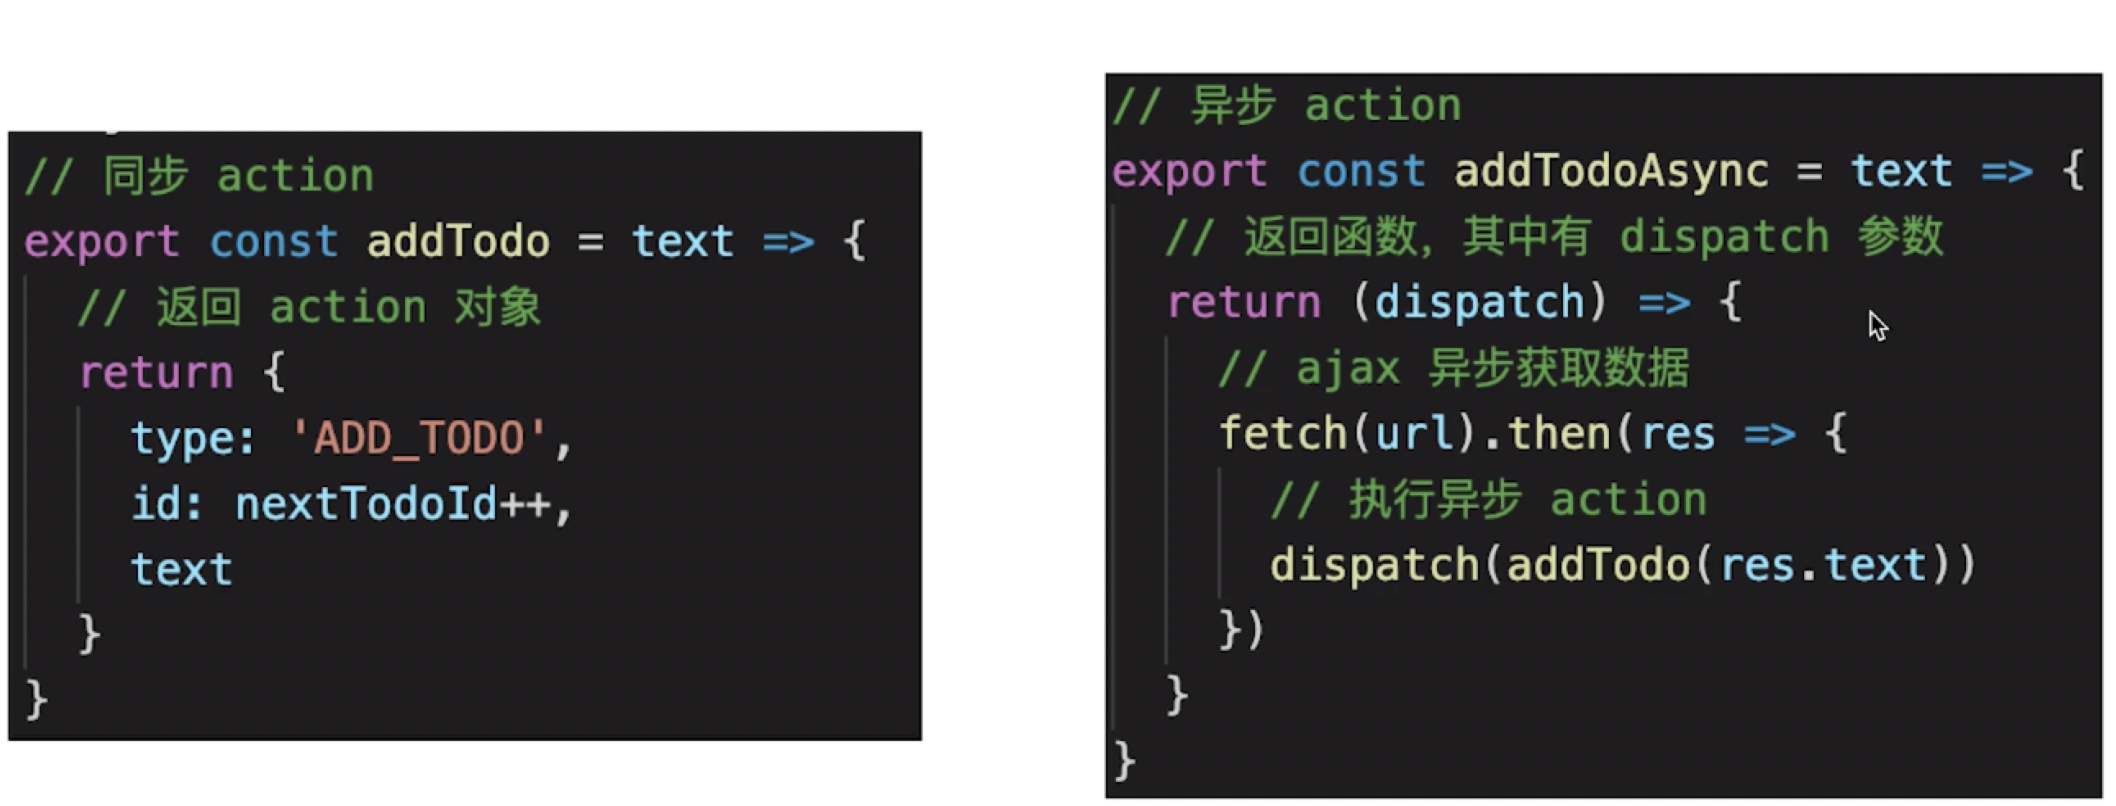 // 同步 action
export const addTodo = text => {
// 返回 action 对象
return {
type: 'ADD_TODO',
id: nextTodoId++,
text
}
}
// 异步 action
export const addTodoAsync = text => {
// 返回函数，其中有 dispatch 参数
return (dispatch) => {
// ajax 异步获取数据
fetch(url).then(res => {
// 执行异步 action
dispatch(addTodo(res.text))
})
}
}